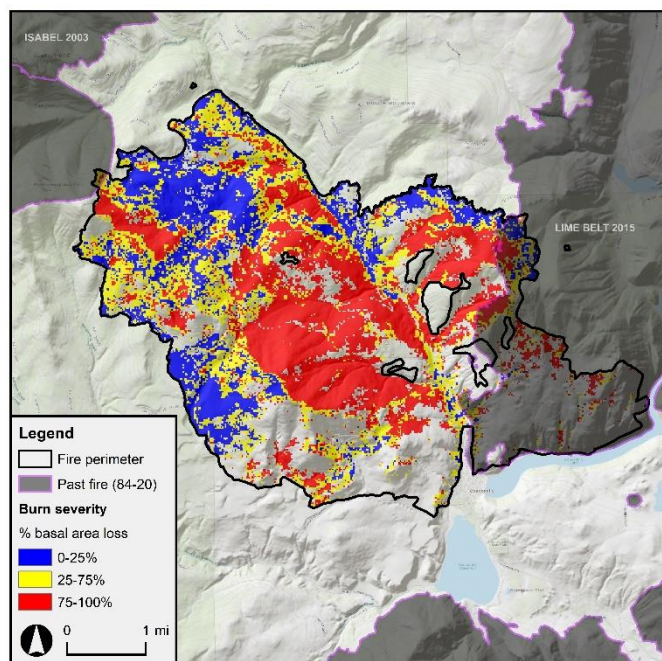 ISABEL 2003
LIME BELT 2015
Legend
Fire perimeter
Past fire (84-20)
Burn severity
% basal area loss
0-25%
25-75%
75-100%
0 1 mi